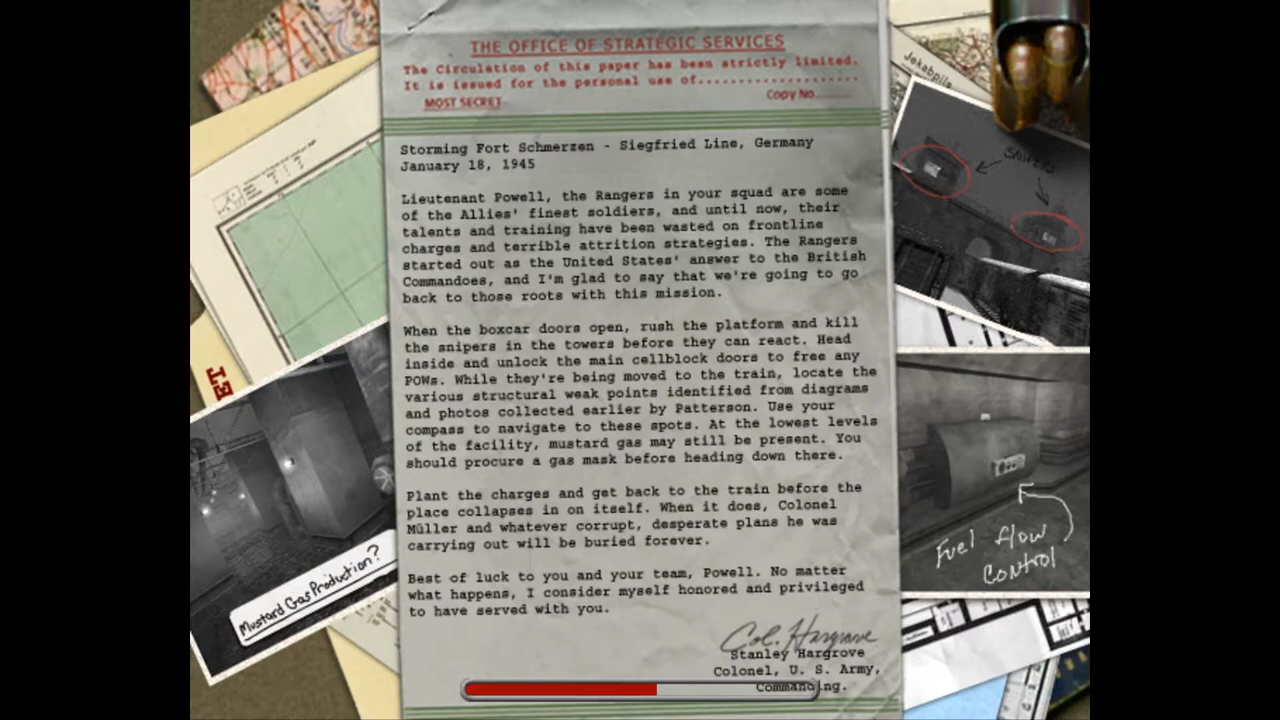 THE OFFICE OF STRATEGIC SERVICES
The Circulation of this paper has been strictly limited.
It is issued for the personal use of....................
MOST SECRET
Copy No........
Storming Fort Schmerzen - Siegfried Line, Germany
January 18, 1945
Lieutenant Powell, the Rangers in your squad are some
of the Allies' finest soldiers, and until now, their
talents and training have been wasted on frontline
charges and terrible attrition strategies. The Rangers
started out as the United States' answer to the British
Commandoes, and I'm glad to say that we're going to go
back to those roots with this mission.
When the boxcar doors open, rush the platform and kill
the snipers in the towers before they can react. Head
inside and unlock the main cellblock doors to free any
POWs. While they're being moved to the train, locate the
various structural weak points identified from diagrams
and photos collected earlier by Patterson. Use your
compass to navigate to these spots. At the lowest levels
of the facility, mustard gas may still be present. You
should procure a gas mask before heading down there.
Plant the charges and get back to the train before the
place collapses in on itself. When it does, Colonel
Müller and whatever corrupt, desperate plans he was
carrying out will be buried forever.
Best of luck to you and your team, Powell. No matter
what happens, I consider myself honored and privileged
to have served with you.
Col. Hargrove
Stanley Hargrove
Colonel, U. S. Army,
Commanding.
Jekabpils
SNIPERS
Fuel flow
control
Mustard Gas Production?